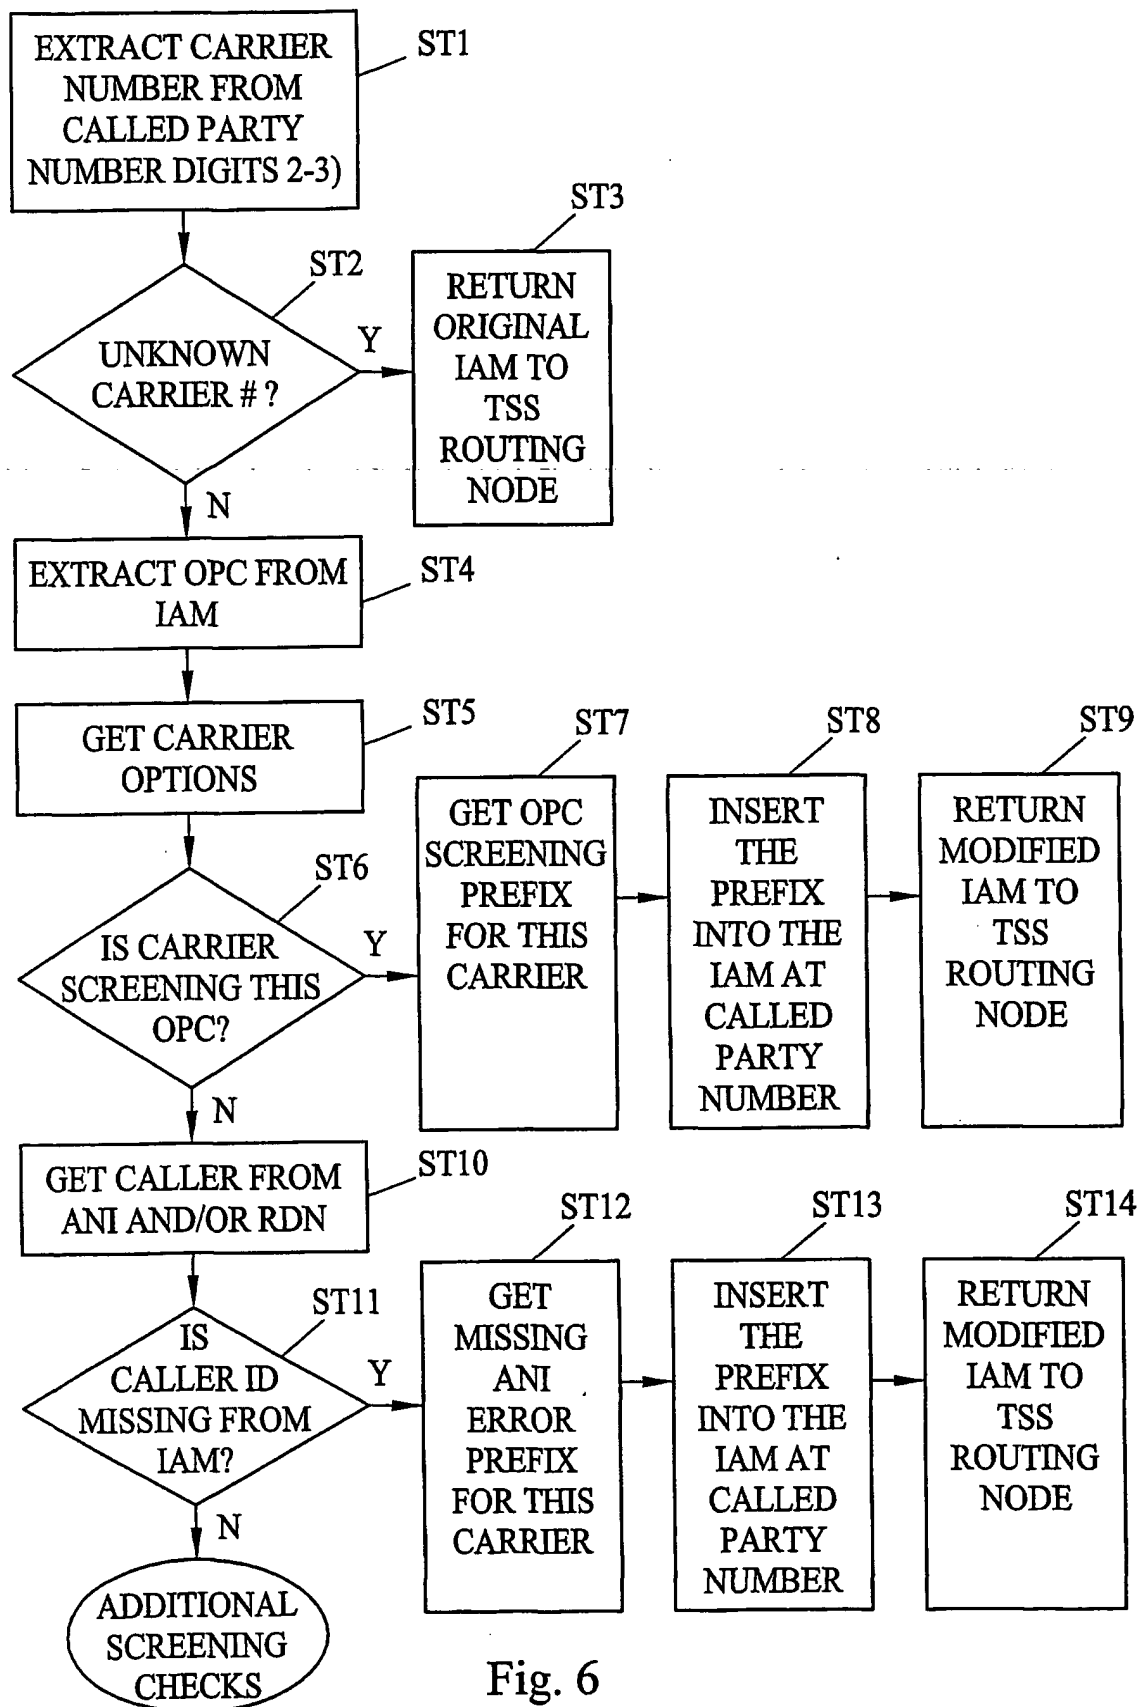 EXTRACT CARRIER
NUMBER FROM
CALLED PARTY
NUMBER DIGITS 2-3)
ST1
ST2
UNKNOWN
CARRIER # ?
Y
N
ST3
RETURN
ORIGINAL
IAM TO
TSS
ROUTING
NODE
EXTRACT OPC FROM
IAM
ST4
GET CARRIER
OPTIONS
ST5
ST6
IS CARRIER
SCREENING THIS
OPC?
Y
N
ST7
GET OPC
SCREENING
PREFIX
FOR THIS
CARRIER
ST8
INSERT
THE
PREFIX
INTO THE
IAM AT
CALLED
PARTY
NUMBER
ST9
RETURN
MODIFIED
IAM TO
TSS
ROUTING
NODE
GET CALLER FROM
ANI AND/OR RDN
ST10
ST11
IS
CALLER ID
MISSING FROM
IAM?
Y
N
ST12
GET
MISSING
ANI
ERROR
PREFIX
FOR THIS
CARRIER
ST13
INSERT
THE
PREFIX
INTO THE
IAM AT
CALLED
PARTY
NUMBER
ST14
RETURN
MODIFIED
IAM TO
TSS
ROUTING
NODE
ADDITIONAL
SCREENING
CHECKS
Fig. 6